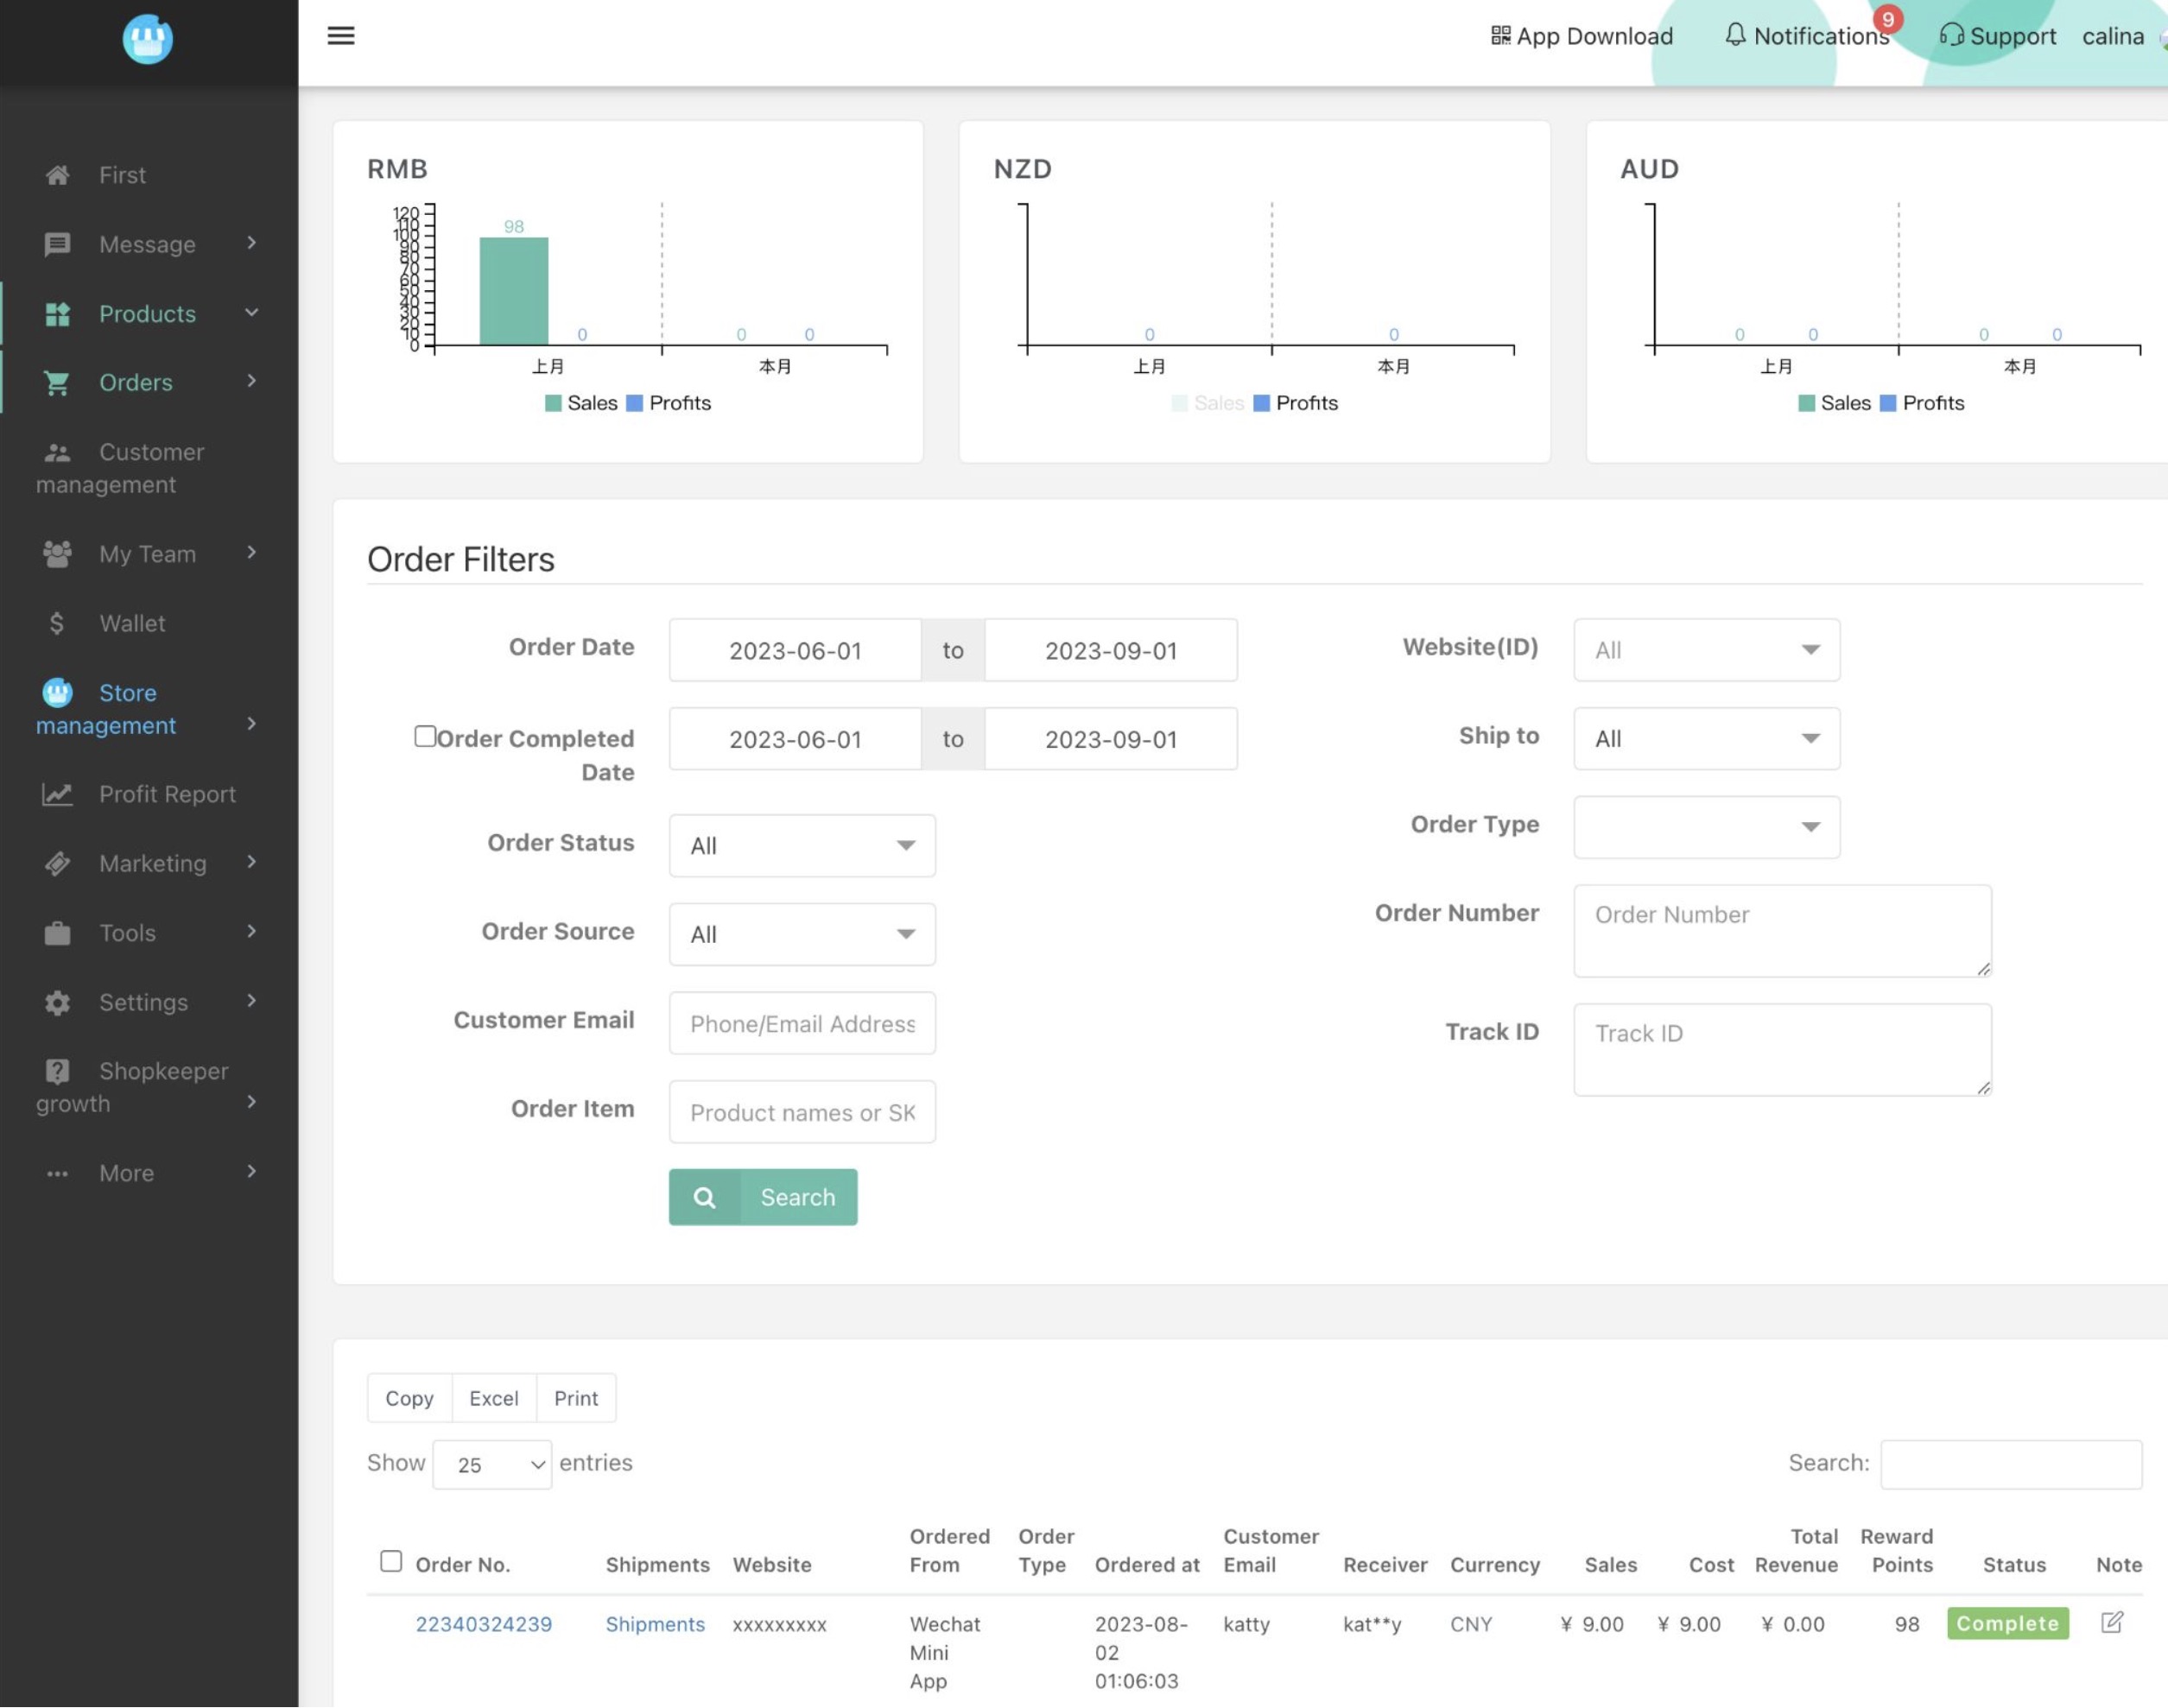 App Download
Notifications
9
Support
calina
First
Message
Products
Orders
Customer
management
My Team
Wallet
Store
management
Profit Report
Marketing
Tools
Settings
Shopkeeper
growth
More
RMB
120
110
100
90
80
70
60
50
40
30
20
10
0
98
0
0
0
上月
本月
Sales
Profits
NZD
0
0
上月
本月
Sales
Profits
AUD
0
0
0
0
上月
本月
Sales
Profits
Order Filters
Order Date
2023-06-01 to 2023-09-01
Order Completed
Date
2023-06-01 to 2023-09-01
Order Status
All
Order Source
All
Customer Email
Phone/Email Address
Order Item
Product names or SK
Search
Website(ID)
All
Ship to
All
Order Type
Order Number
Order Number
Track ID
Track ID
Copy
Excel
Print
Show 25 entries
Search:
Order No.
Shipments
Website
Ordered
From
Order
Type
Ordered at
Customer
Email
Receiver
Currency
Sales
Cost
Total
Revenue
Reward
Points
Status
Note
22340324239
Shipments
xxxxxxxxx
Wechat
Mini
App
2023-08-
02
01:06:03
katty
kat**y
CNY
¥ 9.00
¥ 9.00
¥ 0.00
98
Complete